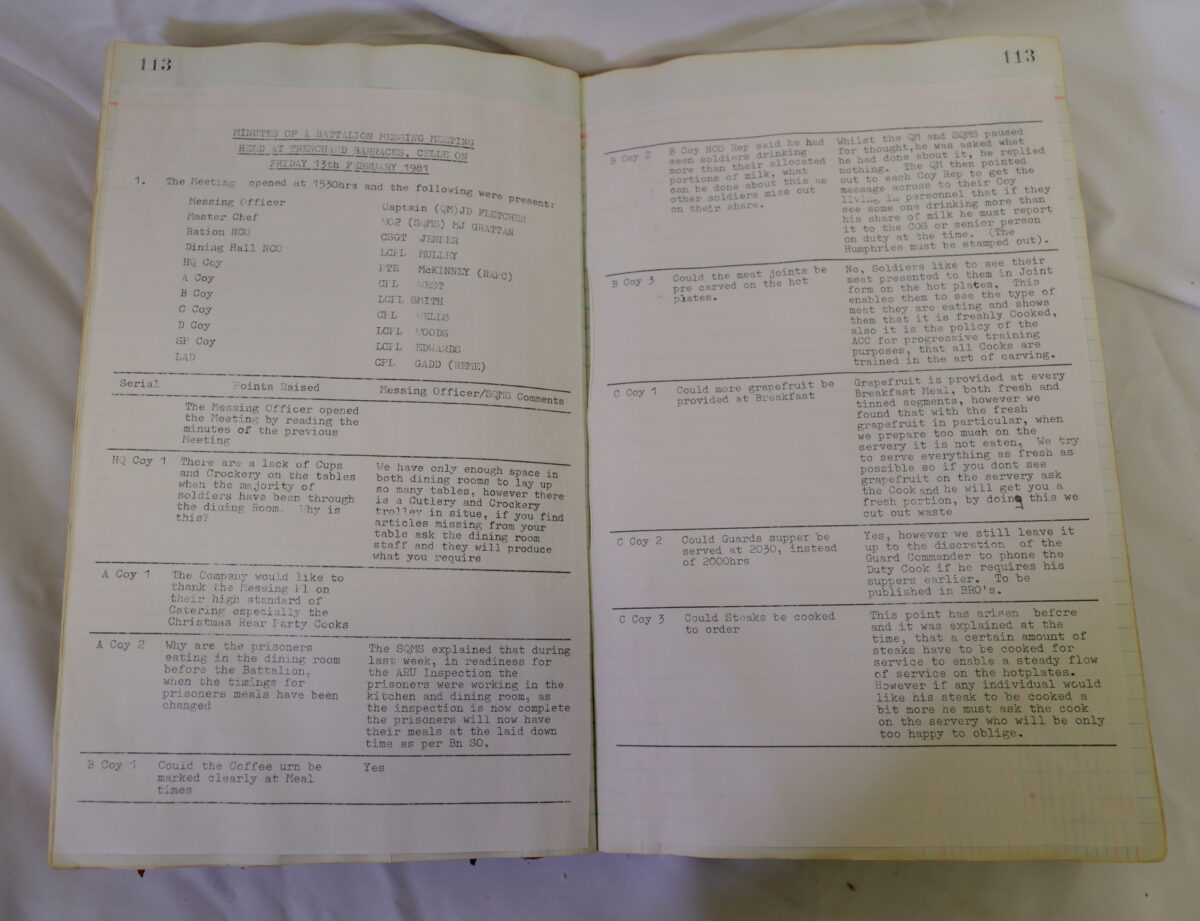 113
MINUTES OF A BATTALION MESSING MEETING
HELD AT TRENCHARD BARRACKS, CELLE ON
FRYDAY 13th FEBRUARY 1981
1. The Meeting opened at 1530hrs and the following were present:
Messing Officer Captain (QM)JD FLETCHER
Master Chef WO2 (SQMS) MJ GRATTAN
Ration NCO CSGT JENNER
Dining Hall NCO LCPL MULLEY
HQ Coy PTE McKINNEY (RAPC)
A Coy CPL WEST
B Coy LCPL SMITH
C Coy CPL WELLS
D Coy LCPL WOODS
SP Coy LCPL EDWARDS
LAD CPL GADD (REME)
Serial Points Raised Messing Officer/SQMS Comments
The Messing Officer opened
the Meeting by reading the
minutes of the previous
Meeting
HQ Coy 1 There are a lack of Cups
and Crockery on the tables
when the majority of
soldiers have been through
the dining Room. Why is
this?
We have only enough space in
both dining rooms to lay up
so many tables, however there
is a Cutlery and Crockery
trolley in situe, if you find
articles missing from your
table ask the dining room
staff and they will produce
what you require
A Coy 1 The Company would like to
thank the Messing Pl on
their high standard of
Catering especially the
Christmas Rear Party Cooks
A Coy 2 Why are the prisoners
eating in the dining room
before the Battalion,
when the timings for
prisoners meals have been
changed
The SQMS explained that during
last week, in readiness for
the ARU Inspection the
prisoners were working in the
kitchen and dining room, as
the inspection is now complete
the prisoners will now have
their meals at the laid down
time as per Bn SO.
B Coy 1 Could the Coffee urn be
marked clearly at Meal
times
Yes
113
B Coy 2 B Coy NCO Rep said he had
seen soldiers drinking
more than their allocated
portions of milk, what
can be done about this as
other soldiers miss out
on their share.
Whilst the QM and SQMS paused
for thought,he was asked what
he had done about it, he replied
nothing. The QM then pointed
out to each Coy Rep to get the
message across to their Coy
living in personnel that if they
see some one drinking more than
his share of milk he must report
it to the COS or senior person
on duty at the time. (The
Humphries must be stamped out).
B Coy 3 Could the meat joints be
pre carved on the hot
plates.
No, Soldiers like to see their
meat presented to them in Joint
form on the hot plates, This
enables them to see the type of
meat they are eating and shows
them that it is freshly Cooked,
also it is the policy of the
ACC for progressive training
purposes, that all Cooks are
trained in the art of carving.
C Coy 1 Could more grapefruit be
provided at Breakfast
Grapefruit is provided at every
Breakfast Meal, both fresh and
tinned segments, however we
found that with the fresh
grapefruit in particular, when
we prepare too much on the
servery it is not eaten, We try
to serve everything as fresh as
possible so if you dont see
grapefruit on the servery ask
the Cook and he will get you a
fresh portion, by doing this we
cut out waste
C Coy 2 Could Guards supper be
served at 2030, instead
of 2000hrs
Yes, however we still leave it
up to the discretion of the
Guard Commander to phone the
Duty Cook if he requires his
suppers earlier. To be
published in BRO's.
C Coy 3 Could Steaks be cooked
to order
This point has arisen before
and it was explained at the
time, that a certain amount of
steaks have to be cooked for
service to enable a steady flow
of service on the hotplates.
However if any individual would
like his steak to be cooked a
bit more he must ask the cook
on the servery who will be only
too happy to oblige.